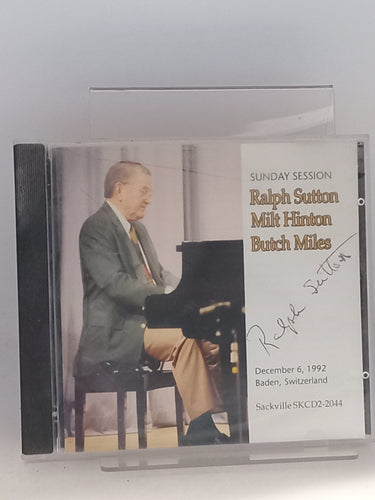 SUNDAY SESSION
Ralph Sutton
Milt Hinton
Butch Miles
Ralph Sutton
December 6, 1992
Baden, Switzerland
Sackville SKCD2-2044